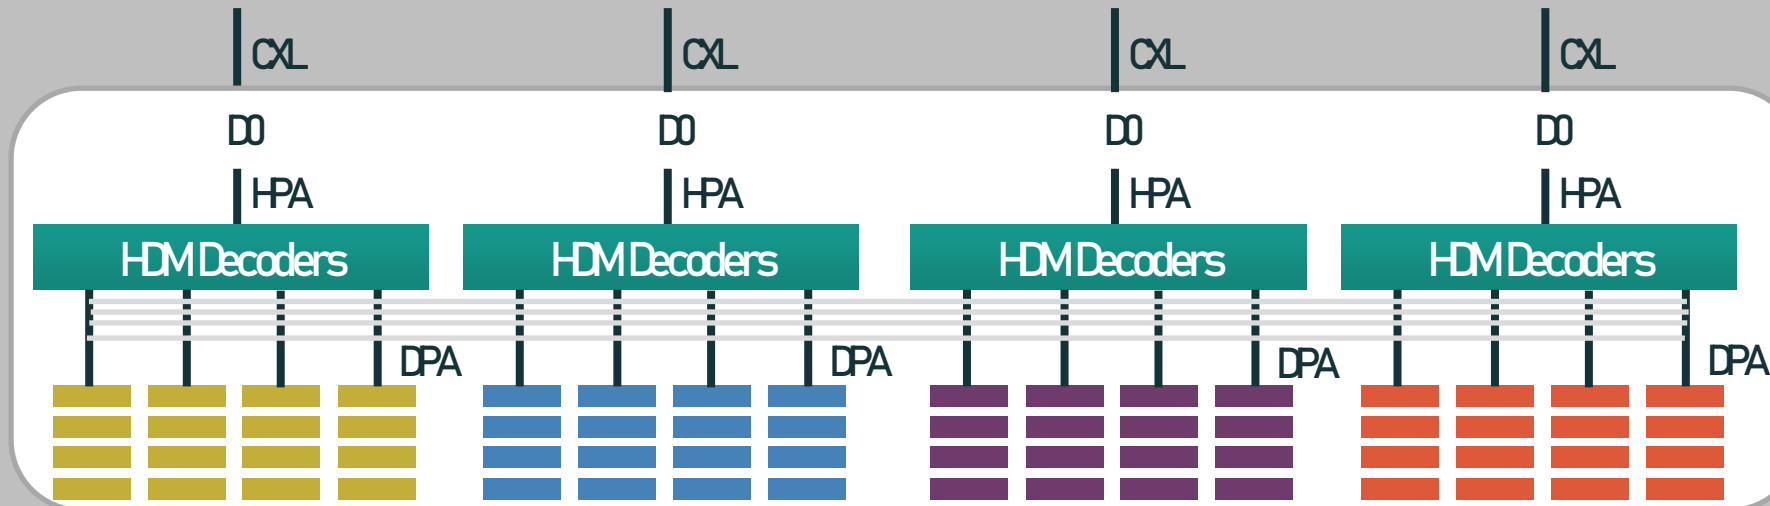 CXL CXL CXL CXL
D0 D0 D0 D0
HPA HPA HPA HPA
HDM Decoders HDM Decoders HDM Decoders HDM Decoders
DPA DPA DPA DPA